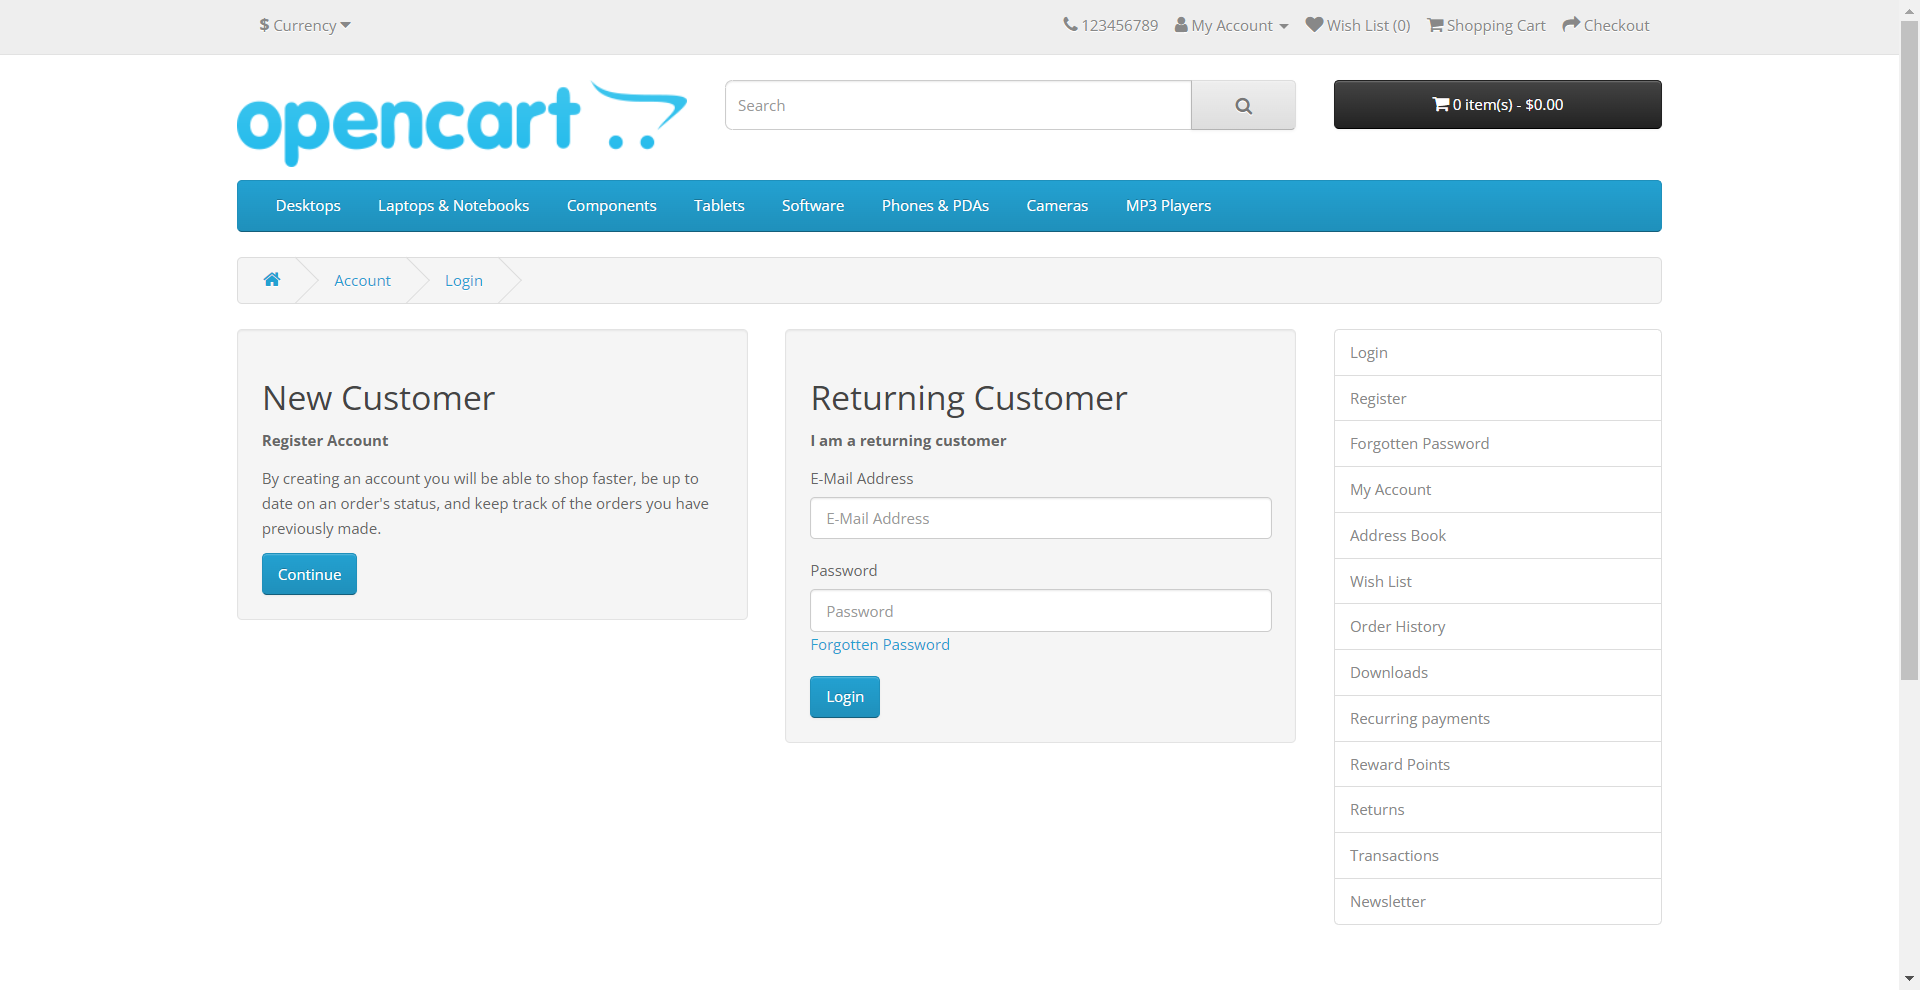 $ Currency
123456789 My Account Wish List (0) Shopping Cart Checkout
opencart
Search
0 item(s) - $0.00
Desktops Laptops & Notebooks Components Tablets Software Phones & PDAs Cameras MP3 Players
Account Login
New Customer
Register Account
By creating an account you will be able to shop faster, be up to
date on an order's status, and keep track of the orders you have
previously made.
Continue
Returning Customer
I am a returning customer
E-Mail Address
E-Mail Address
Password
Password
Forgotten Password
Login
Login
Register
Forgotten Password
My Account
Address Book
Wish List
Order History
Downloads
Recurring payments
Reward Points
Returns
Transactions
Newsletter